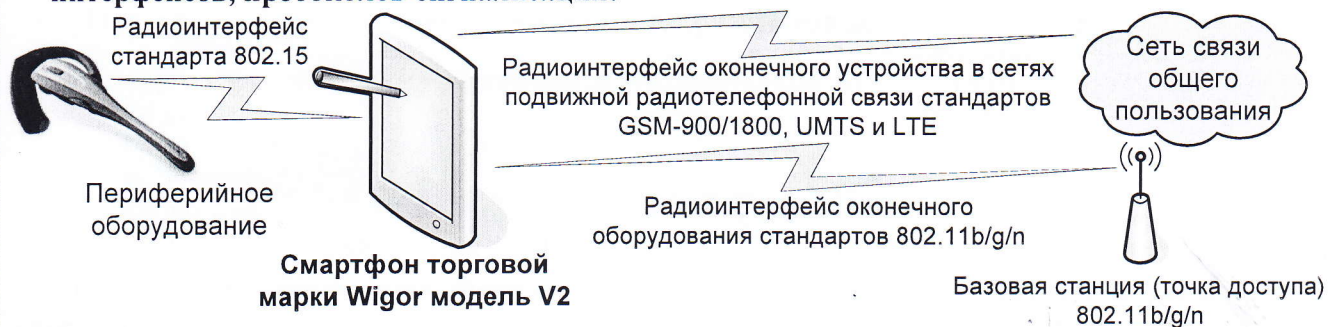 Радиоинтерфейс
стандарта 802.15
Радиоинтерфейс оконечного устройства в сетях
подвижной радиотелефонной связи стандартов
GSM-900/1800, UMTS и LTE
Сеть связи
общего
пользования
Периферийное
оборудование
Смартфон торговой
марки Wigor модель V2
Радиоинтерфейс оконечного
оборудования стандартов 802.11b/g/n
Базовая станция (точка доступа)
802.11b/g/n